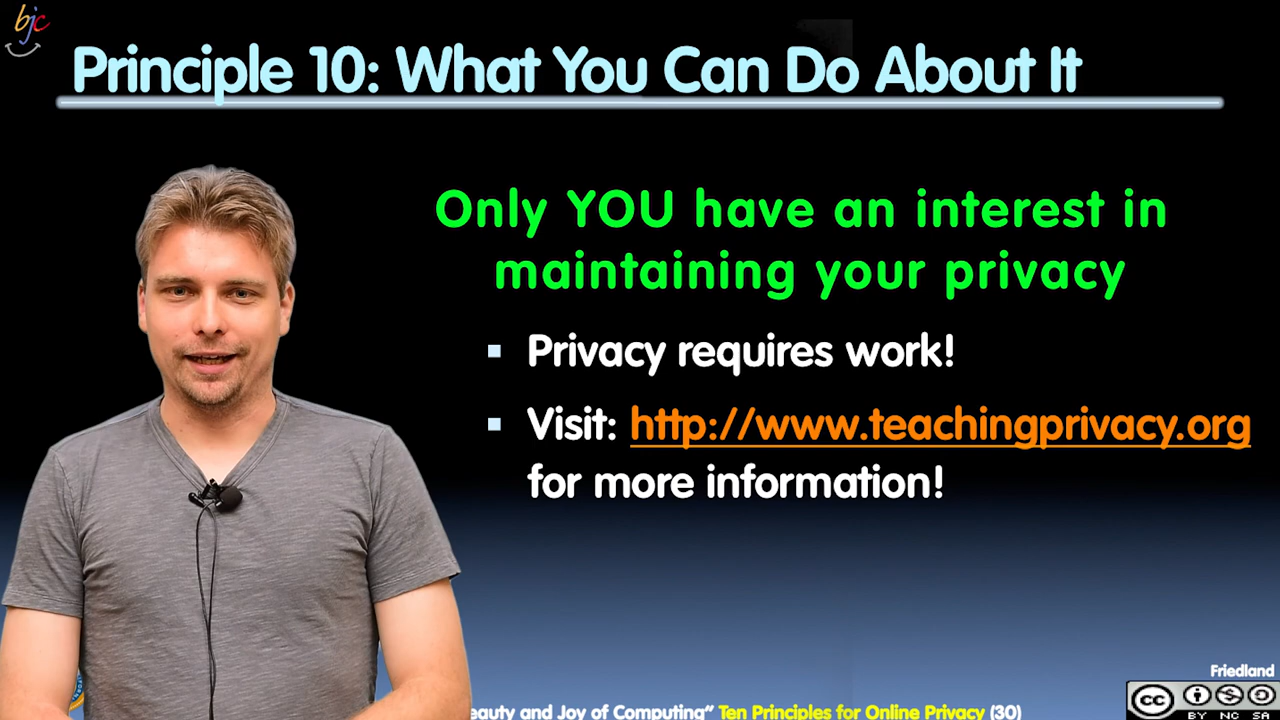 bjc
Principle 10: What You Can Do About It
Only YOU have an interest in
maintaining your privacy
Privacy requires work!
Visit: http://www.teachingprivacy.org
for more information!
Friedland
eauty and Joy of Computing” Ten Principles for Online Privacy (30)
cc
BY NC SA